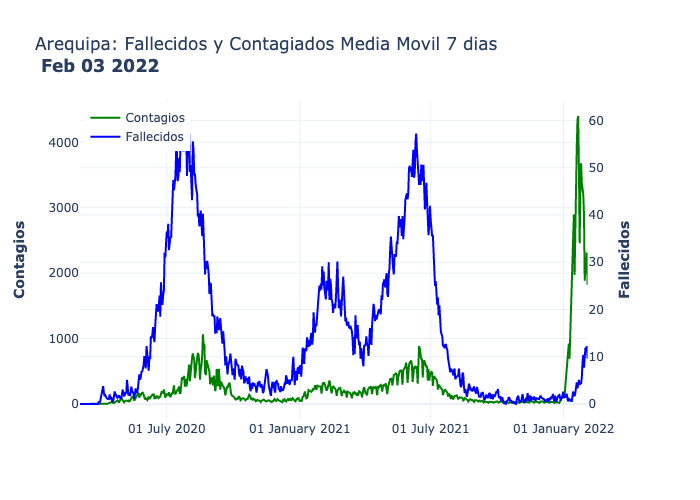 Arequipa: Fallecidos y Contagiados Media Movil 7 dias
Feb 03 2022
Contagios
Fallecidos
4000
3000
2000
1000
0
60
50
40
30
20
10
0
Contagios
Fallecidos
01 July 2020
01 January 2021
01 July 2021
01 January 2022